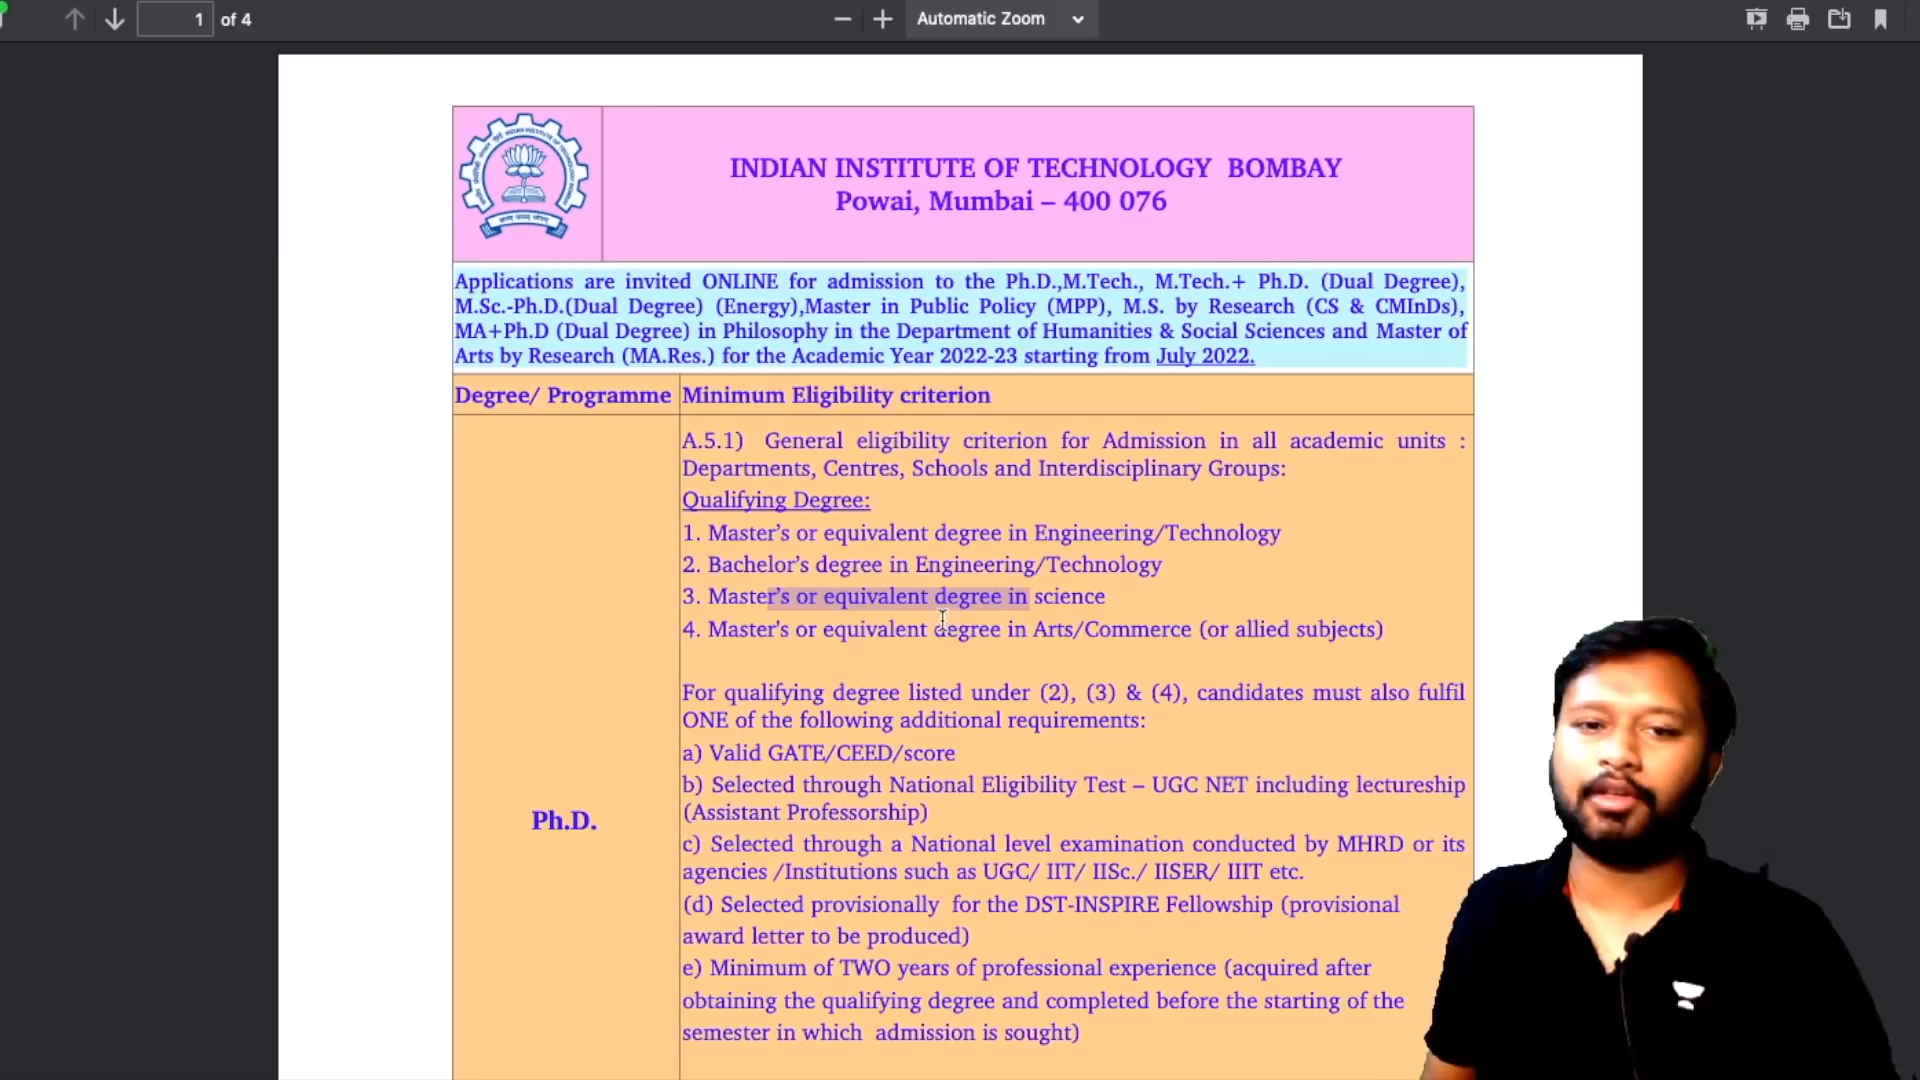 1 of 4
Automatic Zoom
INDIAN INSTITUTE OF TECHNOLOGY BOMBAY
Powai, Mumbai – 400 076
Applications are invited ONLINE for admission to the Ph.D.,M.Tech., M.Tech.+ Ph.D. (Dual Degree),
M.Sc.-Ph.D.(Dual Degree) (Energy),Master in Public Policy (MPP), M.S. by Research (CS & CMInDs),
MA+Ph.D (Dual Degree) in Philosophy in the Department of Humanities & Social Sciences and Master of
Arts by Research (MA.Res.) for the Academic Year 2022-23 starting from July 2022.
Degree/ Programme Minimum Eligibility criterion
A.5.1) General eligibility criterion for Admission in all academic units :
Departments, Centres, Schools and Interdisciplinary Groups:
Qualifying Degree:
1. Master’s or equivalent degree in Engineering/Technology
2. Bachelor’s degree in Engineering/Technology
3. Master’s or equivalent degree in science
4. Master's or equivalent degree in Arts/Commerce (or allied subjects)
For qualifying degree listed under (2), (3) & (4), candidates must also fulfil
ONE of the following additional requirements:
a) Valid GATE/CEED/score
b) Selected through National Eligibility Test – UGC NET including lectureship
(Assistant Professorship)
Ph.D.
c) Selected through a National level examination conducted by MHRD or its
agencies /Institutions such as UGC/ IIT/ IISc./ IISER/ IIIT etc.
(d) Selected provisionally for the DST-INSPIRE Fellowship (provisional
award letter to be produced)
e) Minimum of TWO years of professional experience (acquired after
obtaining the qualifying degree and completed before the starting of the
semester in which admission is sought)